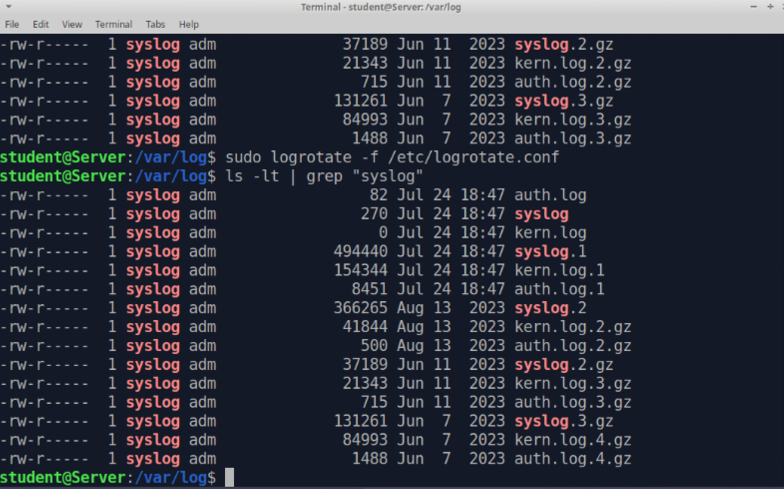 Terminal - student@Server: /var/log
File Edit View Terminal Tabs Help
-rw-r----- 1 syslog adm 37189 Jun 11 2023 syslog.2.gz
-rw-r----- 1 syslog adm 21343 Jun 11 2023 kern.log.2.gz
-rw-r----- 1 syslog adm 715 Jun 11 2023 auth.log.2.gz
-rw-r----- 1 syslog adm 131261 Jun 7 2023 syslog.3.gz
-rw-r----- 1 syslog adm 84993 Jun 7 2023 kern.log.3.gz
-rw-r----- 1 syslog adm 1488 Jun 7 2023 auth.log.3.gz
student@Server:/var/log$ sudo logrotate -f /etc/logrotate.conf
student@Server:/var/log$ ls -lt | grep "syslog"
-rw-r----- 1 syslog adm 82 Jul 24 18:47 auth.log
-rw-r----- 1 syslog adm 270 Jul 24 18:47 syslog
-rw-r----- 1 syslog adm 0 Jul 24 18:47 kern.log
-rw-r----- 1 syslog adm 494440 Jul 24 18:47 syslog.1
-rw-r----- 1 syslog adm 154344 Jul 24 18:47 kern.log.1
-rw-r----- 1 syslog adm 8451 Jul 24 18:47 auth.log.1
-rw-r----- 1 syslog adm 366265 Aug 13 2023 syslog.2
-rw-r----- 1 syslog adm 41844 Aug 13 2023 kern.log.2.gz
-rw-r----- 1 syslog adm 500 Aug 13 2023 auth.log.2.gz
-rw-r----- 1 syslog adm 37189 Jun 11 2023 syslog.2.gz
-rw-r----- 1 syslog adm 21343 Jun 11 2023 kern.log.3.gz
-rw-r----- 1 syslog adm 715 Jun 11 2023 auth.log.3.gz
-rw-r----- 1 syslog adm 131261 Jun 7 2023 syslog.3.gz
-rw-r----- 1 syslog adm 84993 Jun 7 2023 kern.log.4.gz
-rw-r----- 1 syslog adm 1488 Jun 7 2023 auth.log.4.gz
student@Server:/var/log$